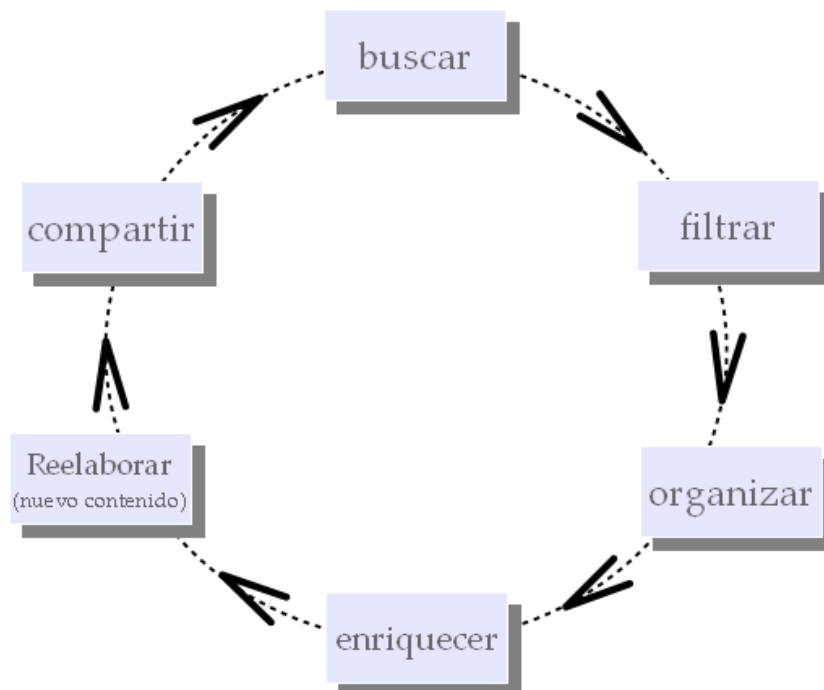 buscar
filtrar
organizar
enriquecer
Reelaborar
(nuevo contenido)
compartir